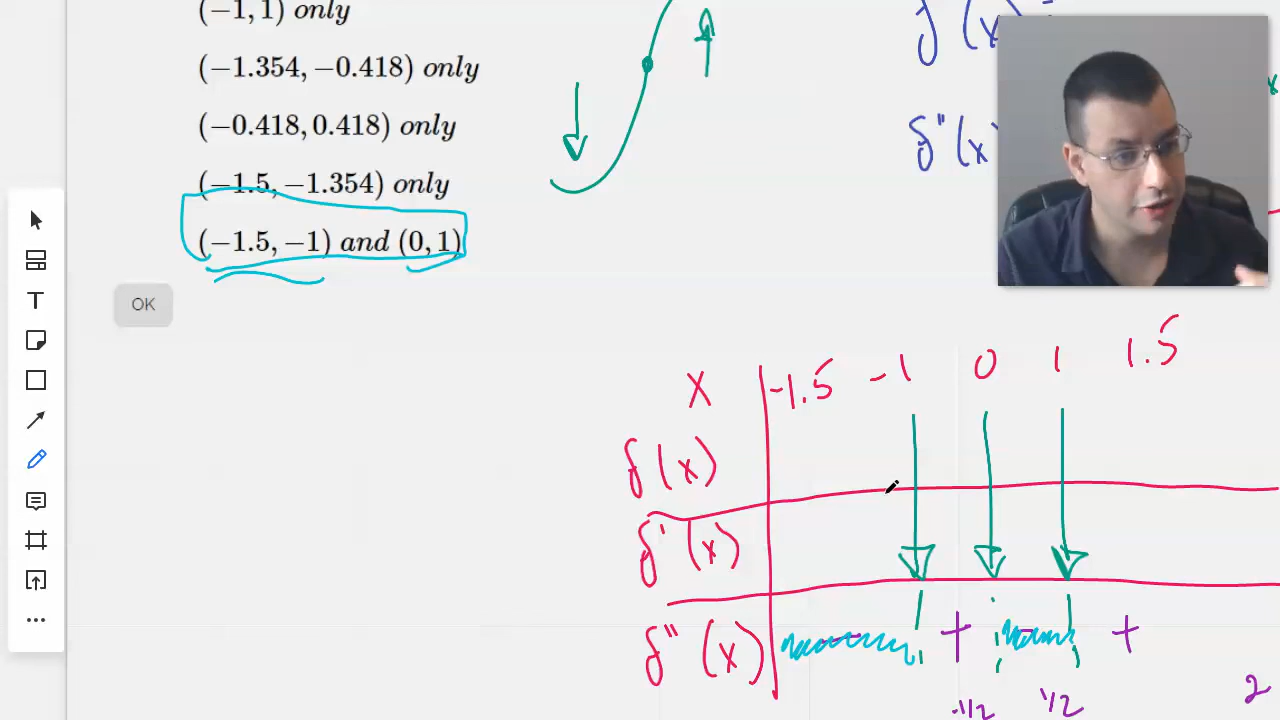 (−1, 1) only
(−1.354, −0.418) only
(−0.418, 0.418) only
(−1.5, −1.354) only
(−1.5, −1) and (0, 1)
OK
T
f'(x)
f''(x)
x -1.5 -1 0 1 1.5
f(x)
f'(x)
f''(x) - + - +
-1/2 1/2 2